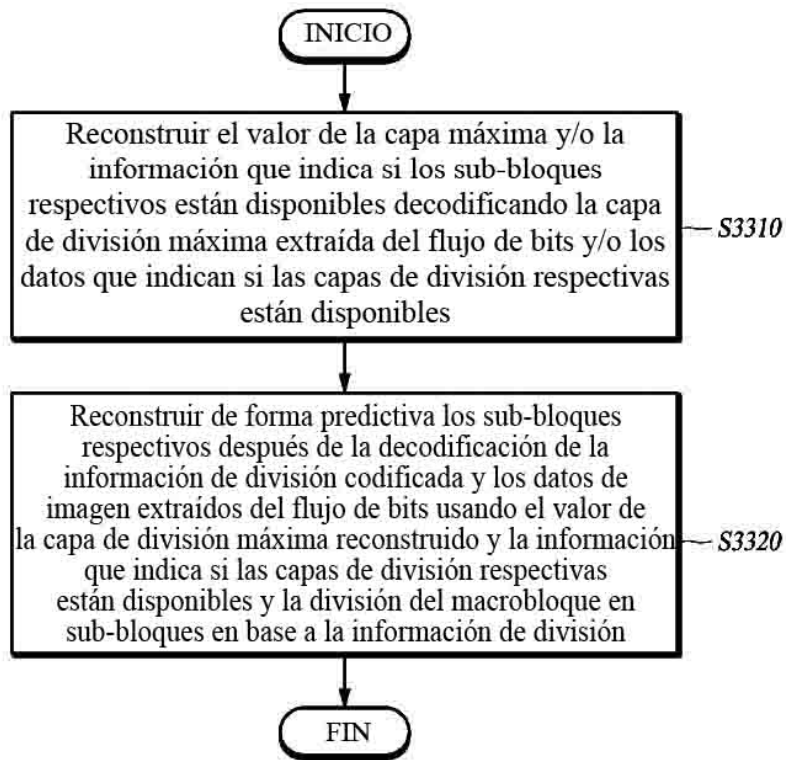 INICIO
Reconstruir el valor de la capa máxima y/o la
información que indica si los sub-bloques
respectivos están disponibles decodificando la capa
de división máxima extraída del flujo de bits y/o los
datos que indican si las capas de división respectivas
están disponibles
S3310
Reconstruir de forma predictiva los sub-bloques
respectivos después de la decodificación de la
información de división codificada y los datos de
imagen extraídos del flujo de bits usando el valor de
la capa de división máxima reconstruido y la información
que indica si las capas de división respectivas
están disponibles y la división del macrobloque en
sub-bloques en base a la información de división
S3320
FIN